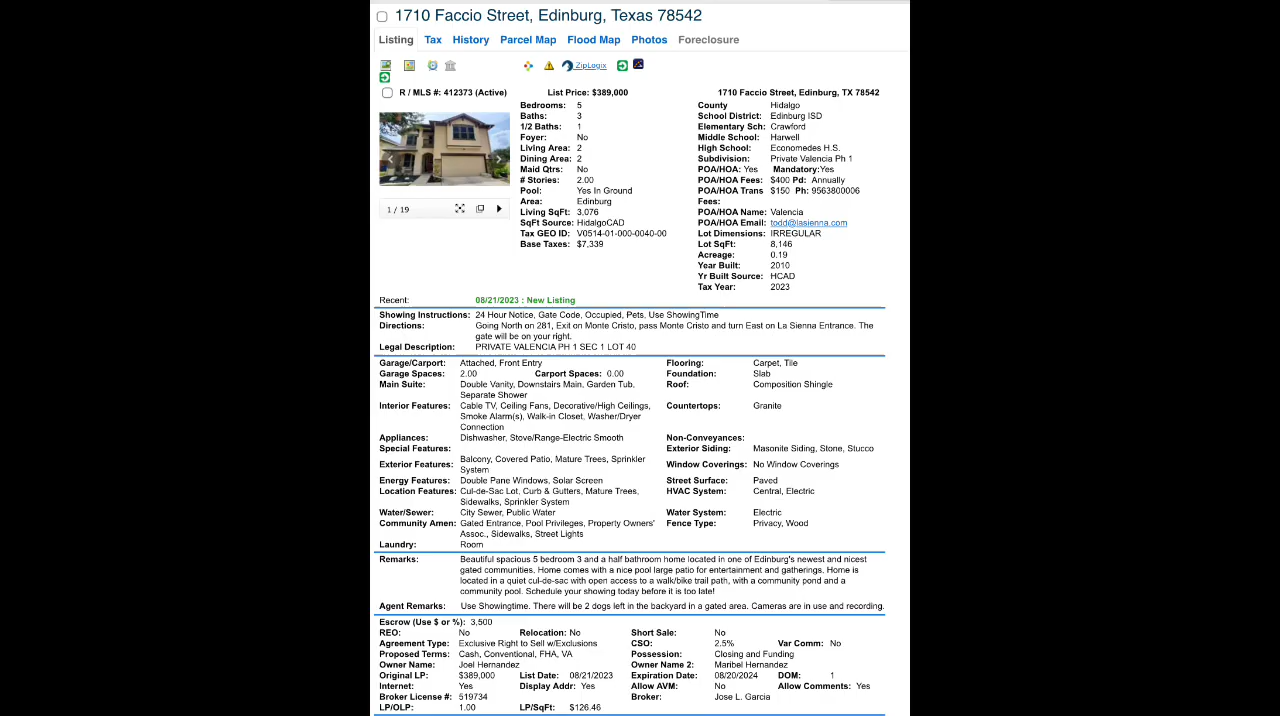 1710 Faccio Street, Edinburg, Texas 78542
Listing Tax History Parcel Map Flood Map Photos Foreclosure
ZipLogix
R / MLS #: 412373 (Active) List Price: $389,000 1710 Faccio Street, Edinburg, TX 78542
1 / 19
Bedrooms: 5
Baths: 3
1/2 Baths: 1
Foyer: No
Living Area: 2
Dining Area: 2
Maid Qtrs: No
# Stories: 2.00
Pool: Yes In Ground
Area: Edinburg
Living SqFt: 3,076
SqFt Source: HidalgoCAD
Tax GEO ID: V0514-01-000-0040-00
Base Taxes: $7,339
County Hidalgo
School District: Edinburg ISD
Elementary Sch: Crawford
Middle School: Harwell
High School: Economedes H.S.
Subdivision: Private Valencia Ph 1
POA/HOA: Yes Mandatory:Yes
POA/HOA Fees: $400 Pd: Annually
POA/HOA Trans $150 Ph: 9563800006
Fees:
POA/HOA Name: Valencia
POA/HOA Email: todd@lasienna.com
Lot Dimensions: IRREGULAR
Lot SqFt: 8,146
Acreage: 0.19
Year Built: 2010
Yr Built Source: HCAD
Tax Year: 2023
Recent: 08/21/2023 : New Listing
Showing Instructions: 24 Hour Notice, Gate Code, Occupied, Pets, Use ShowingTime
Directions: Going North on 281, Exit on Monte Cristo, pass Monte Cristo and turn East on La Sienna Entrance. The
gate will be on your right.
Legal Description: PRIVATE VALENCIA PH 1 SEC 1 LOT 40
Garage/Carport: Attached, Front Entry Flooring: Carpet, Tile
Garage Spaces: 2.00 Carport Spaces: 0.00 Foundation: Slab
Main Suite: Double Vanity, Downstairs Main, Garden Tub, Roof: Composition Shingle
Separate Shower
Interior Features: Cable TV, Ceiling Fans, Decorative/High Ceilings, Countertops: Granite
Smoke Alarm(s), Walk-in Closet, Washer/Dryer
Connection
Appliances: Dishwasher, Stove/Range-Electric Smooth Non-Conveyances:
Special Features: Exterior Siding: Masonite Siding, Stone, Stucco
Exterior Features: Balcony, Covered Patio, Mature Trees, Sprinkler Window Coverings: No Window Coverings
System
Energy Features: Double Pane Windows, Solar Screen Street Surface: Paved
Location Features: Cul-de-Sac Lot, Curb & Gutters, Mature Trees, HVAC System: Central, Electric
Sidewalks, Sprinkler System
Water/Sewer: City Sewer, Public Water Water System: Electric
Community Amen: Gated Entrance, Pool Privileges, Property Owners' Fence Type: Privacy, Wood
Assoc., Sidewalks, Street Lights
Laundry: Room
Remarks: Beautiful spacious 5 bedroom 3 and a half bathroom home located in one of Edinburg's newest and nicest
gated communities. Home comes with a nice pool large patio for entertainment and gatherings. Home is
located in a quiet cul-de-sac with open access to a walk/bike trail path, with a community pond and a
community pool. Schedule your showing today before it is too late!
Agent Remarks: Use Showingtime. There will be 2 dogs left in the backyard in a gated area. Cameras are in use and recording.
Escrow (Use $ or %): 3,500
REO: No Relocation: No Short Sale: No
Agreement Type: Exclusive Right to Sell w/Exclusions CSO: 2.5% Var Comm: No
Proposed Terms: Cash, Conventional, FHA, VA Possession: Closing and Funding
Owner Name: Joel Hernandez Owner Name 2: Maribel Hernandez
Original LP: $389,000 List Date: 08/21/2023 Expiration Date: 08/20/2024 DOM: 1
Internet: Yes Display Addr: Yes Allow AVM: No Allow Comments: Yes
Broker License #: 519734 Broker: Jose L. Garcia
LP/OLP: 1.00 LP/SqFt: $126.46